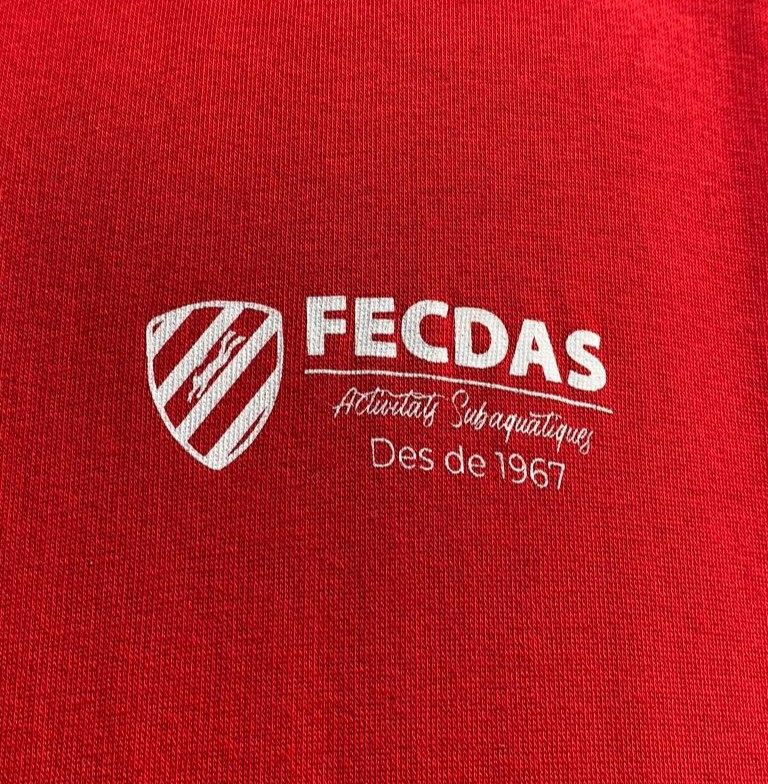 FECDAS
Activitats Subaquàtiques
Des de 1967